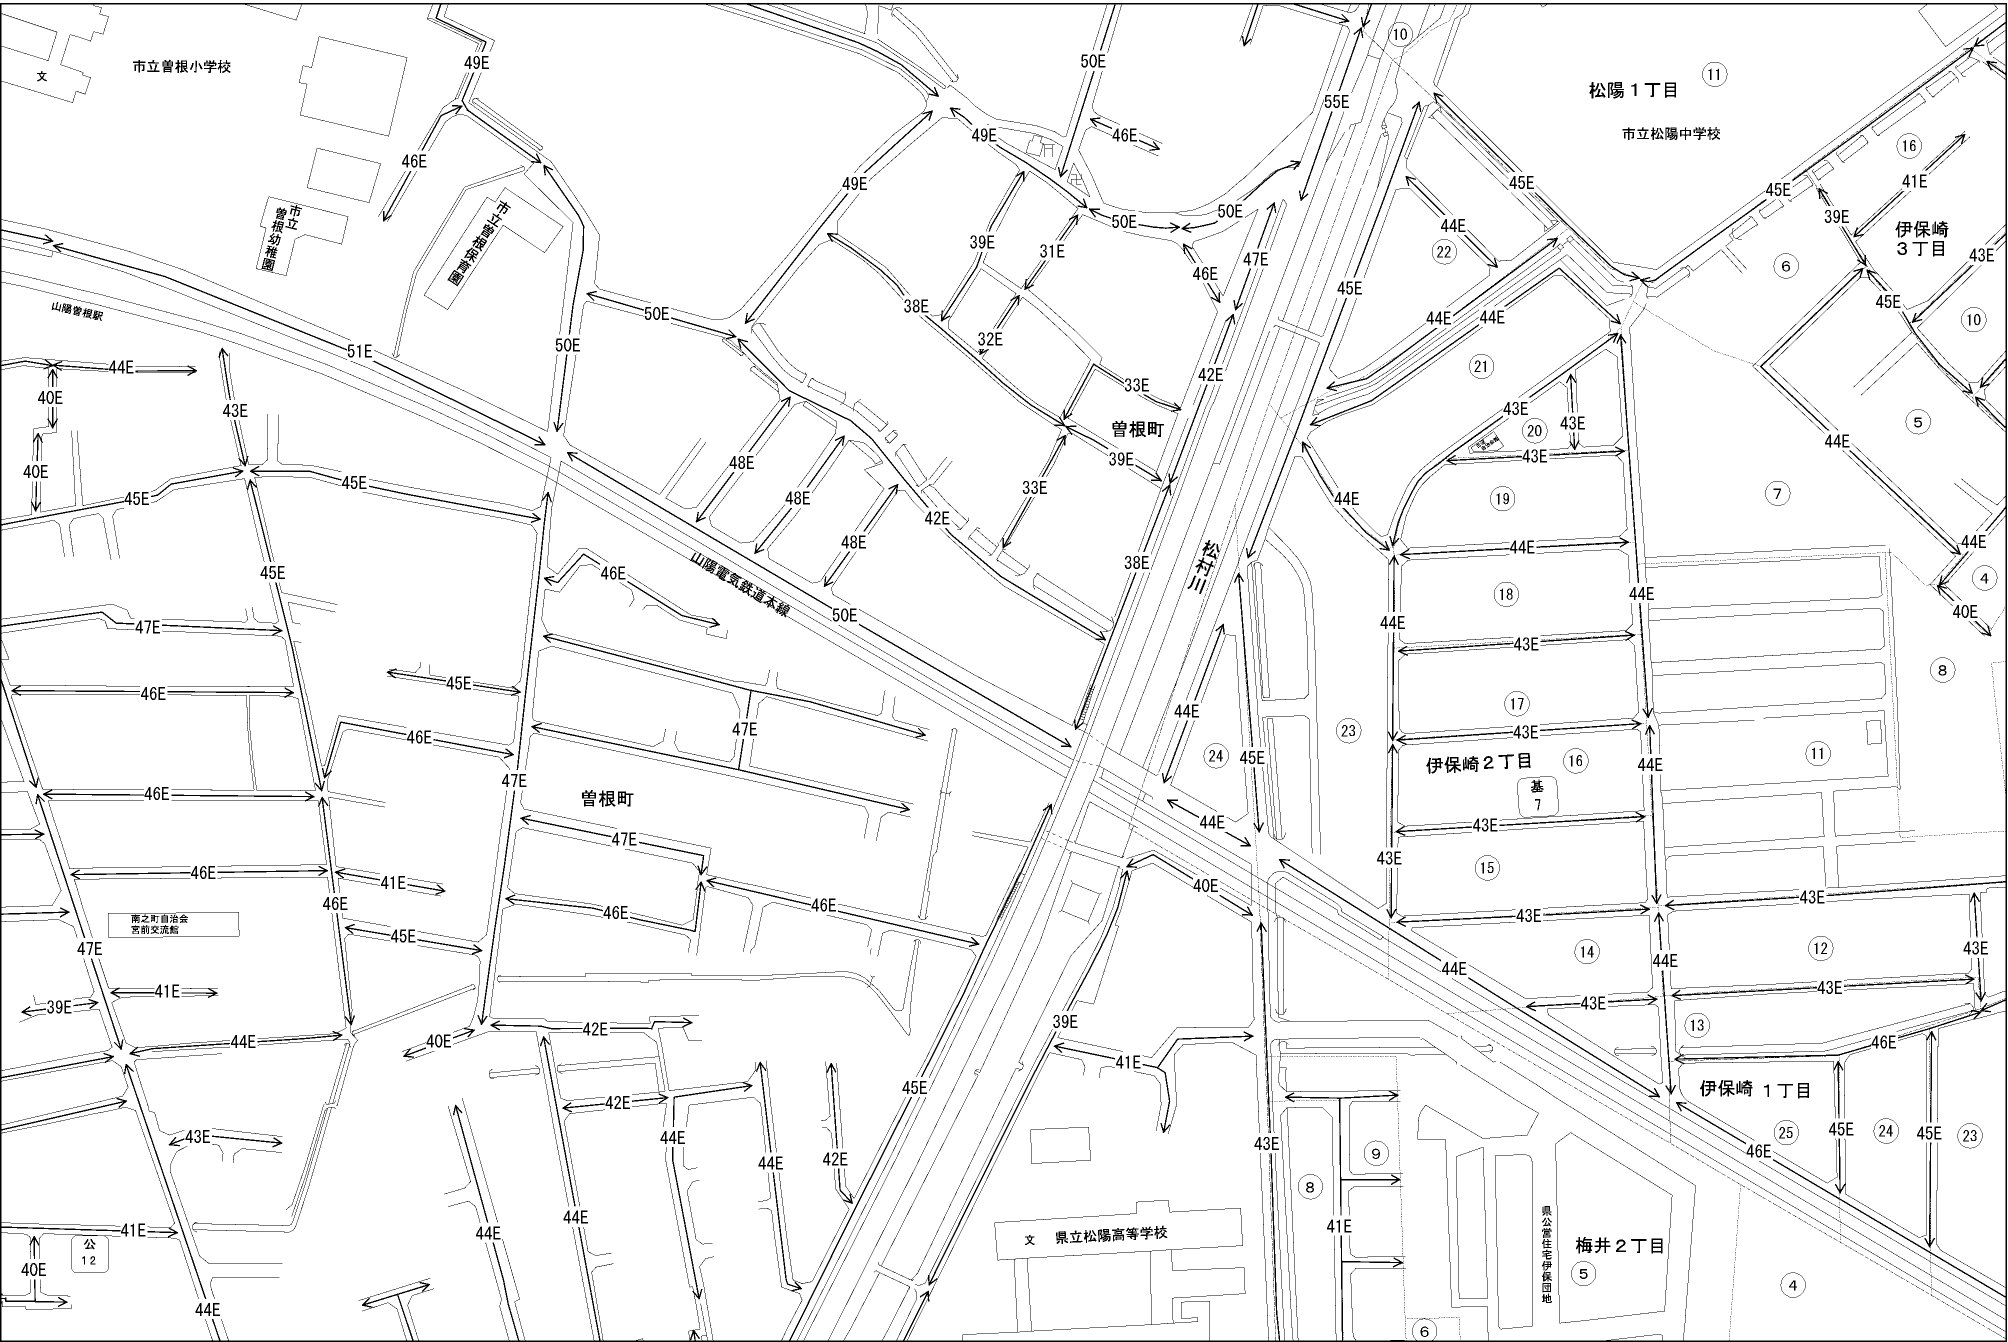 10
11
松陽1丁目
市立松陽中学校
市立曽根小学校
文
49E
50E
55E
46E
49E
46E
45E
45E
16
41E
49E
39E
伊保崎
3丁目
市立
曽根幼稚園
市立曽根保育園
50E
50E
44E
22
39E
31E
47E
43E
6
46E
45E
45E
山陽曽根駅
50E
38E
44E
44E
10
51E
50E
32E
42E
21
44E
40E
33E
43E
43E
20
5
43E
曽根町
39E
43E
44E
40E
48E
45E
45E
48E
33E
44E
19
7
42E
48E
44E
44E
45E
46E
38E
松村川
4
山陽電気鉄道本線
18
44E
40E
47E
50E
44E
43E
8
46E
45E
44E
17
46E
47E
23
43E
24
45E
伊保崎2丁目
16
44E
11
47E
46E
曽根町
基
7
44E
43E
47E
43E
46E
41E
15
46E
40E
46E
46E
43E
43E
南之町自治会
宮前交流館
45E
47E
14
12
43E
44E
44E
41E
43E
43E
39E
39E
42E
13
44E
40E
46E
41E
45E
伊保崎1丁目
42E
43E
44E
25
45E
24
45E
23
44E
42E
9
46E
8
44E
44E
41E
県立松陽高等学校
文
41E
公
12
県公営住宅伊保団地
梅井2丁目
5
4
40E
44E
6